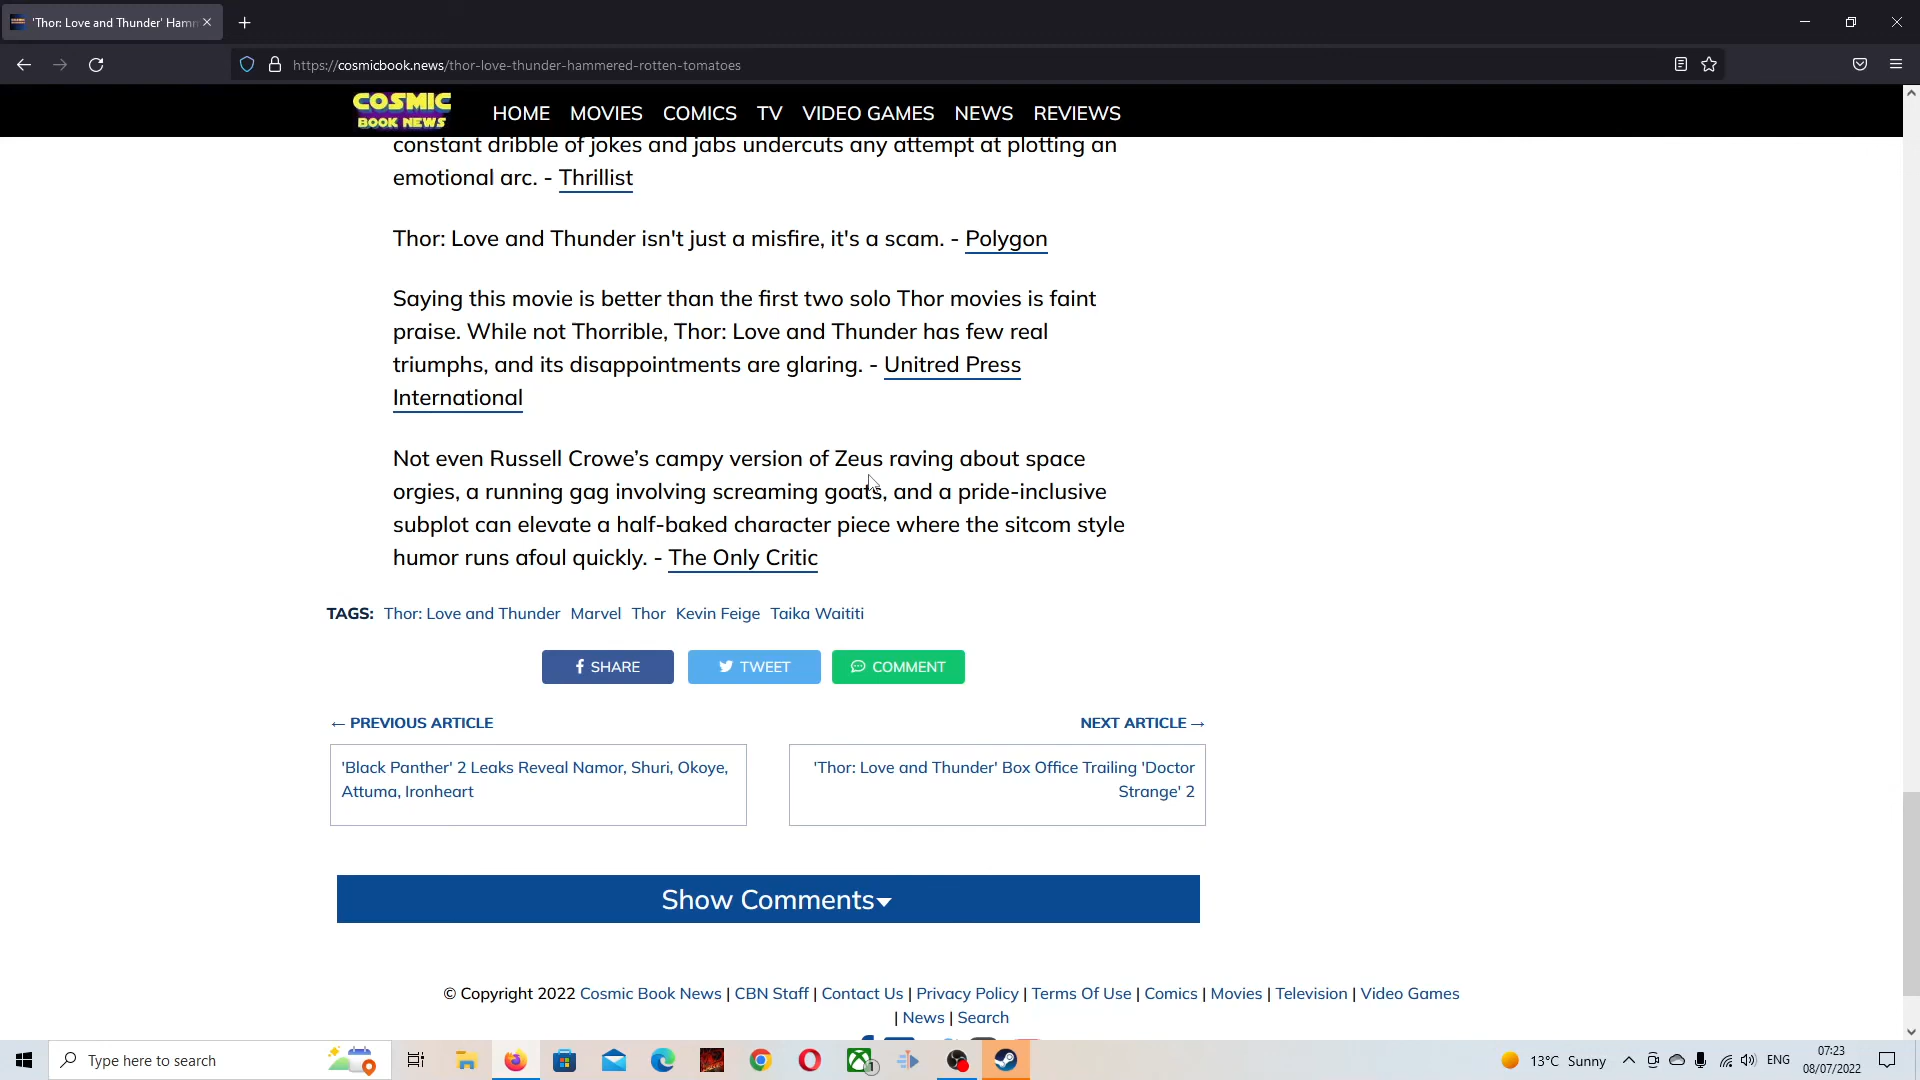 'Thor: Love and Thunder' Ham
https://cosmicbook.news/thor-love-thunder-hammered-rotten-tomatoes
COSMIC
BOOK NEWS
HOME MOVIES COMICS TV VIDEO GAMES NEWS REVIEWS
constant dribble of jokes and jabs undercuts any attempt at plotting an
emotional arc. - Thrillist
Thor: Love and Thunder isn't just a misfire, it's a scam. - Polygon
Saying this movie is better than the first two solo Thor movies is faint
praise. While not Thorrible, Thor: Love and Thunder has few real
triumphs, and its disappointments are glaring. - Unitred Press
International
Not even Russell Crowe’s campy version of Zeus raving about space
orgies, a running gag involving screaming goats, and a pride-inclusive
subplot can elevate a half-baked character piece where the sitcom style
humor runs afoul quickly. - The Only Critic
TAGS: Thor: Love and Thunder Marvel Thor Kevin Feige Taika Waititi
SHARE TWEET COMMENT
← PREVIOUS ARTICLE
NEXT ARTICLE →
'Black Panther' 2 Leaks Reveal Namor, Shuri, Okoye,
Attuma, Ironheart
'Thor: Love and Thunder' Box Office Trailing 'Doctor
Strange' 2
Show Comments
© Copyright 2022 Cosmic Book News | CBN Staff | Contact Us | Privacy Policy | Terms Of Use | Comics | Movies | Television | Video Games
| News | Search
Type here to search
1
13°C Sunny
ENG
07:23
08/07/2022